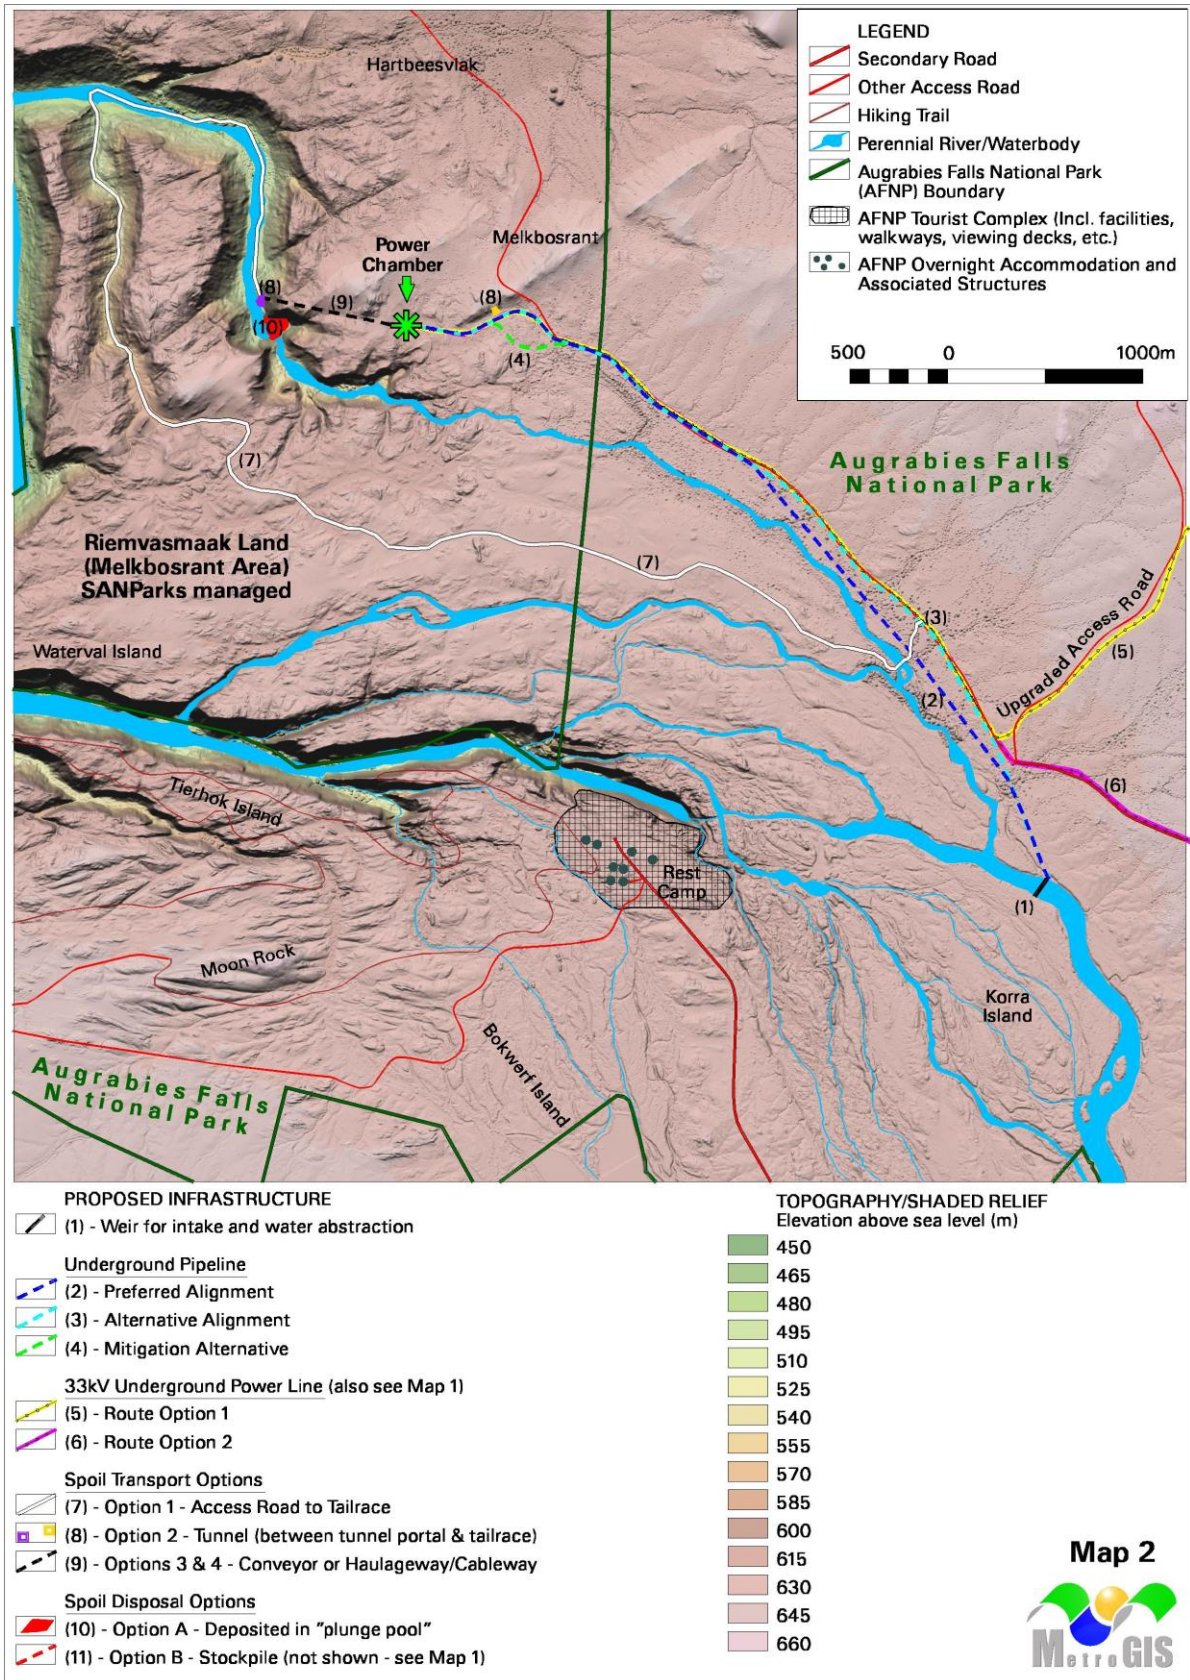 Hartbeesvlak
LEGEND
Secondary Road
Other Access Road
Hiking Trail
Perennial River/Waterbody
Augrabies Falls National Park
(AFNP) Boundary
AFNP Tourist Complex (Incl. facilities,
walkways, viewing decks, etc.)
AFNP Overnight Accommodation and
Associated Structures
500 0 1000m
Melkbosrant
Power
Chamber
(8)
(9)
(8)
(10)
(4)
(7)
Augrabies Falls
National Park
Riemvasmaak Land
(Melkbosrant Area)
SANParks managed
(7)
(3)
Upgraded Access Road
(5)
Waterval Island
(2)
(6)
Tierhok Island
Rest
Camp
(1)
Moon Rock
Korra
Island
Bokwerf Island
Augrabies Falls
National Park
PROPOSED INFRASTRUCTURE
(1) - Weir for intake and water abstraction
Underground Pipeline
(2) - Preferred Alignment
(3) - Alternative Alignment
(4) - Mitigation Alternative
33kV Underground Power Line (also see Map 1)
(5) - Route Option 1
(6) - Route Option 2
Spoil Transport Options
(7) - Option 1 - Access Road to Tailrace
(8) - Option 2 - Tunnel (between tunnel portal & tailrace)
(9) - Options 3 & 4 - Conveyor or Haulageway/Cableway
Spoil Disposal Options
(10) - Option A - Deposited in "plunge pool"
(11) - Option B - Stockpile (not shown - see Map 1)
TOPOGRAPHY/SHADED RELIEF
Elevation above sea level (m)
450
465
480
495
510
525
540
555
570
585
600
615
630
645
660
Map 2
MetroGIS